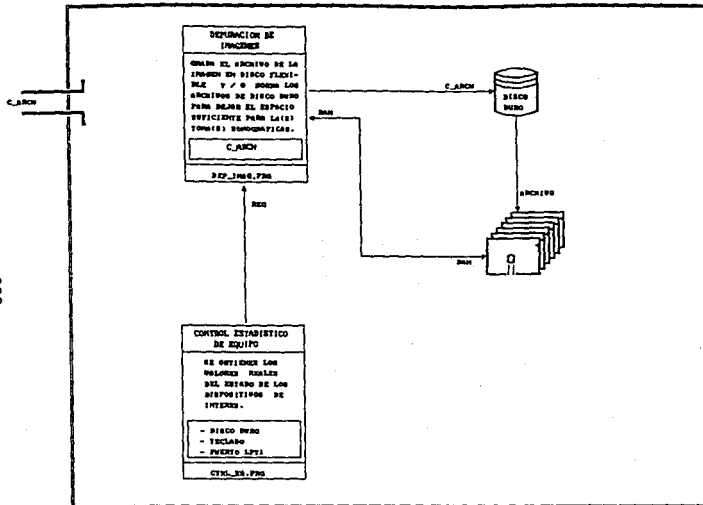 DEPURACION DE
IMAGENES
GRABA EL ARCHIVO DE LA
IMAGEN EN DISCO FLEXI-
BLE Y / O BORRA LOS
ARCHIVOS DE DISCO DURO
PARA DEJAR EL ESPACIO
SUFICIENTE PARA LA(S)
TOMA(S) SONOGRAFICAS.
C_ARCH
DEP_IMAG.PRG
C_ARCH
C_ARCH
DISCO
DURO
BAN
ARCHIVO
BAN
REG
CONTROL ESTADISTICO
DE EQUIPO
SE OBTIENEN LOS
VALORES REALES
DEL ESTADO DE LOS
DISPOSITIVOS DE
INTERES.
- DISCO DURO
- TECLADO
- PUERTO LPT1
CTRL_ES.PRG